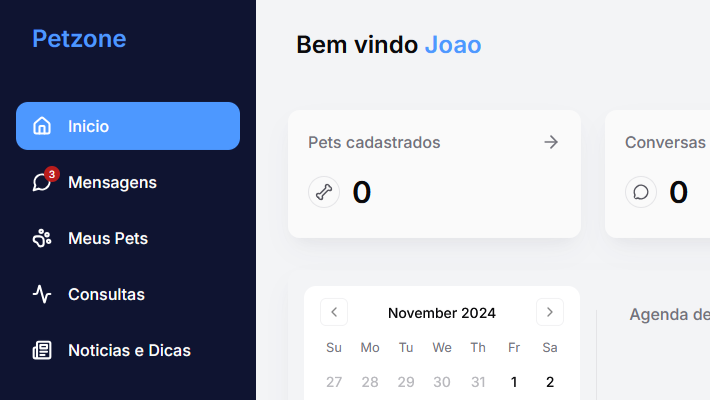 Petzone
Inicio
3
Mensagens
Meus Pets
Consultas
Noticias e Dicas
Bem vindo Joao
Pets cadastrados
0
Conversas
0
November 2024
Su Mo Tu We Th Fr Sa
27 28 29 30 31 1 2
Agenda de